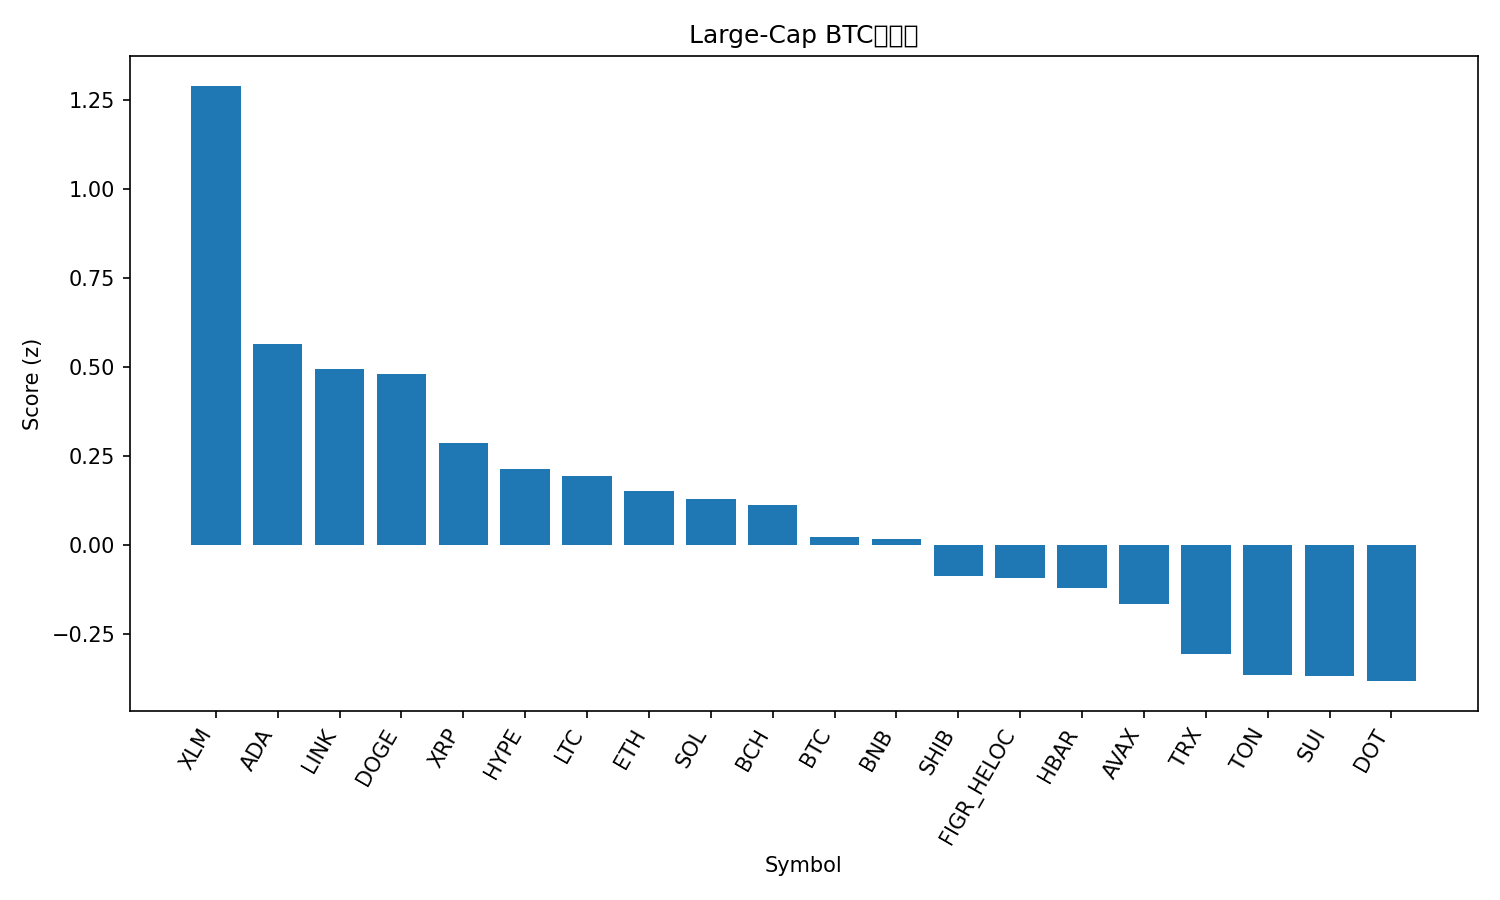 Large-Cap BTC
1.25
1.00
0.75
0.50
0.25
0.00
−0.25
Score (z)
XLM
ADA
LINK
DOGE
XRP
HYPE
LTC
ETH
SOL
BCH
BTC
BNB
SHIB
FIGR_HELOC
HBAR
AVAX
TRX
TON
SUI
DOT
Symbol